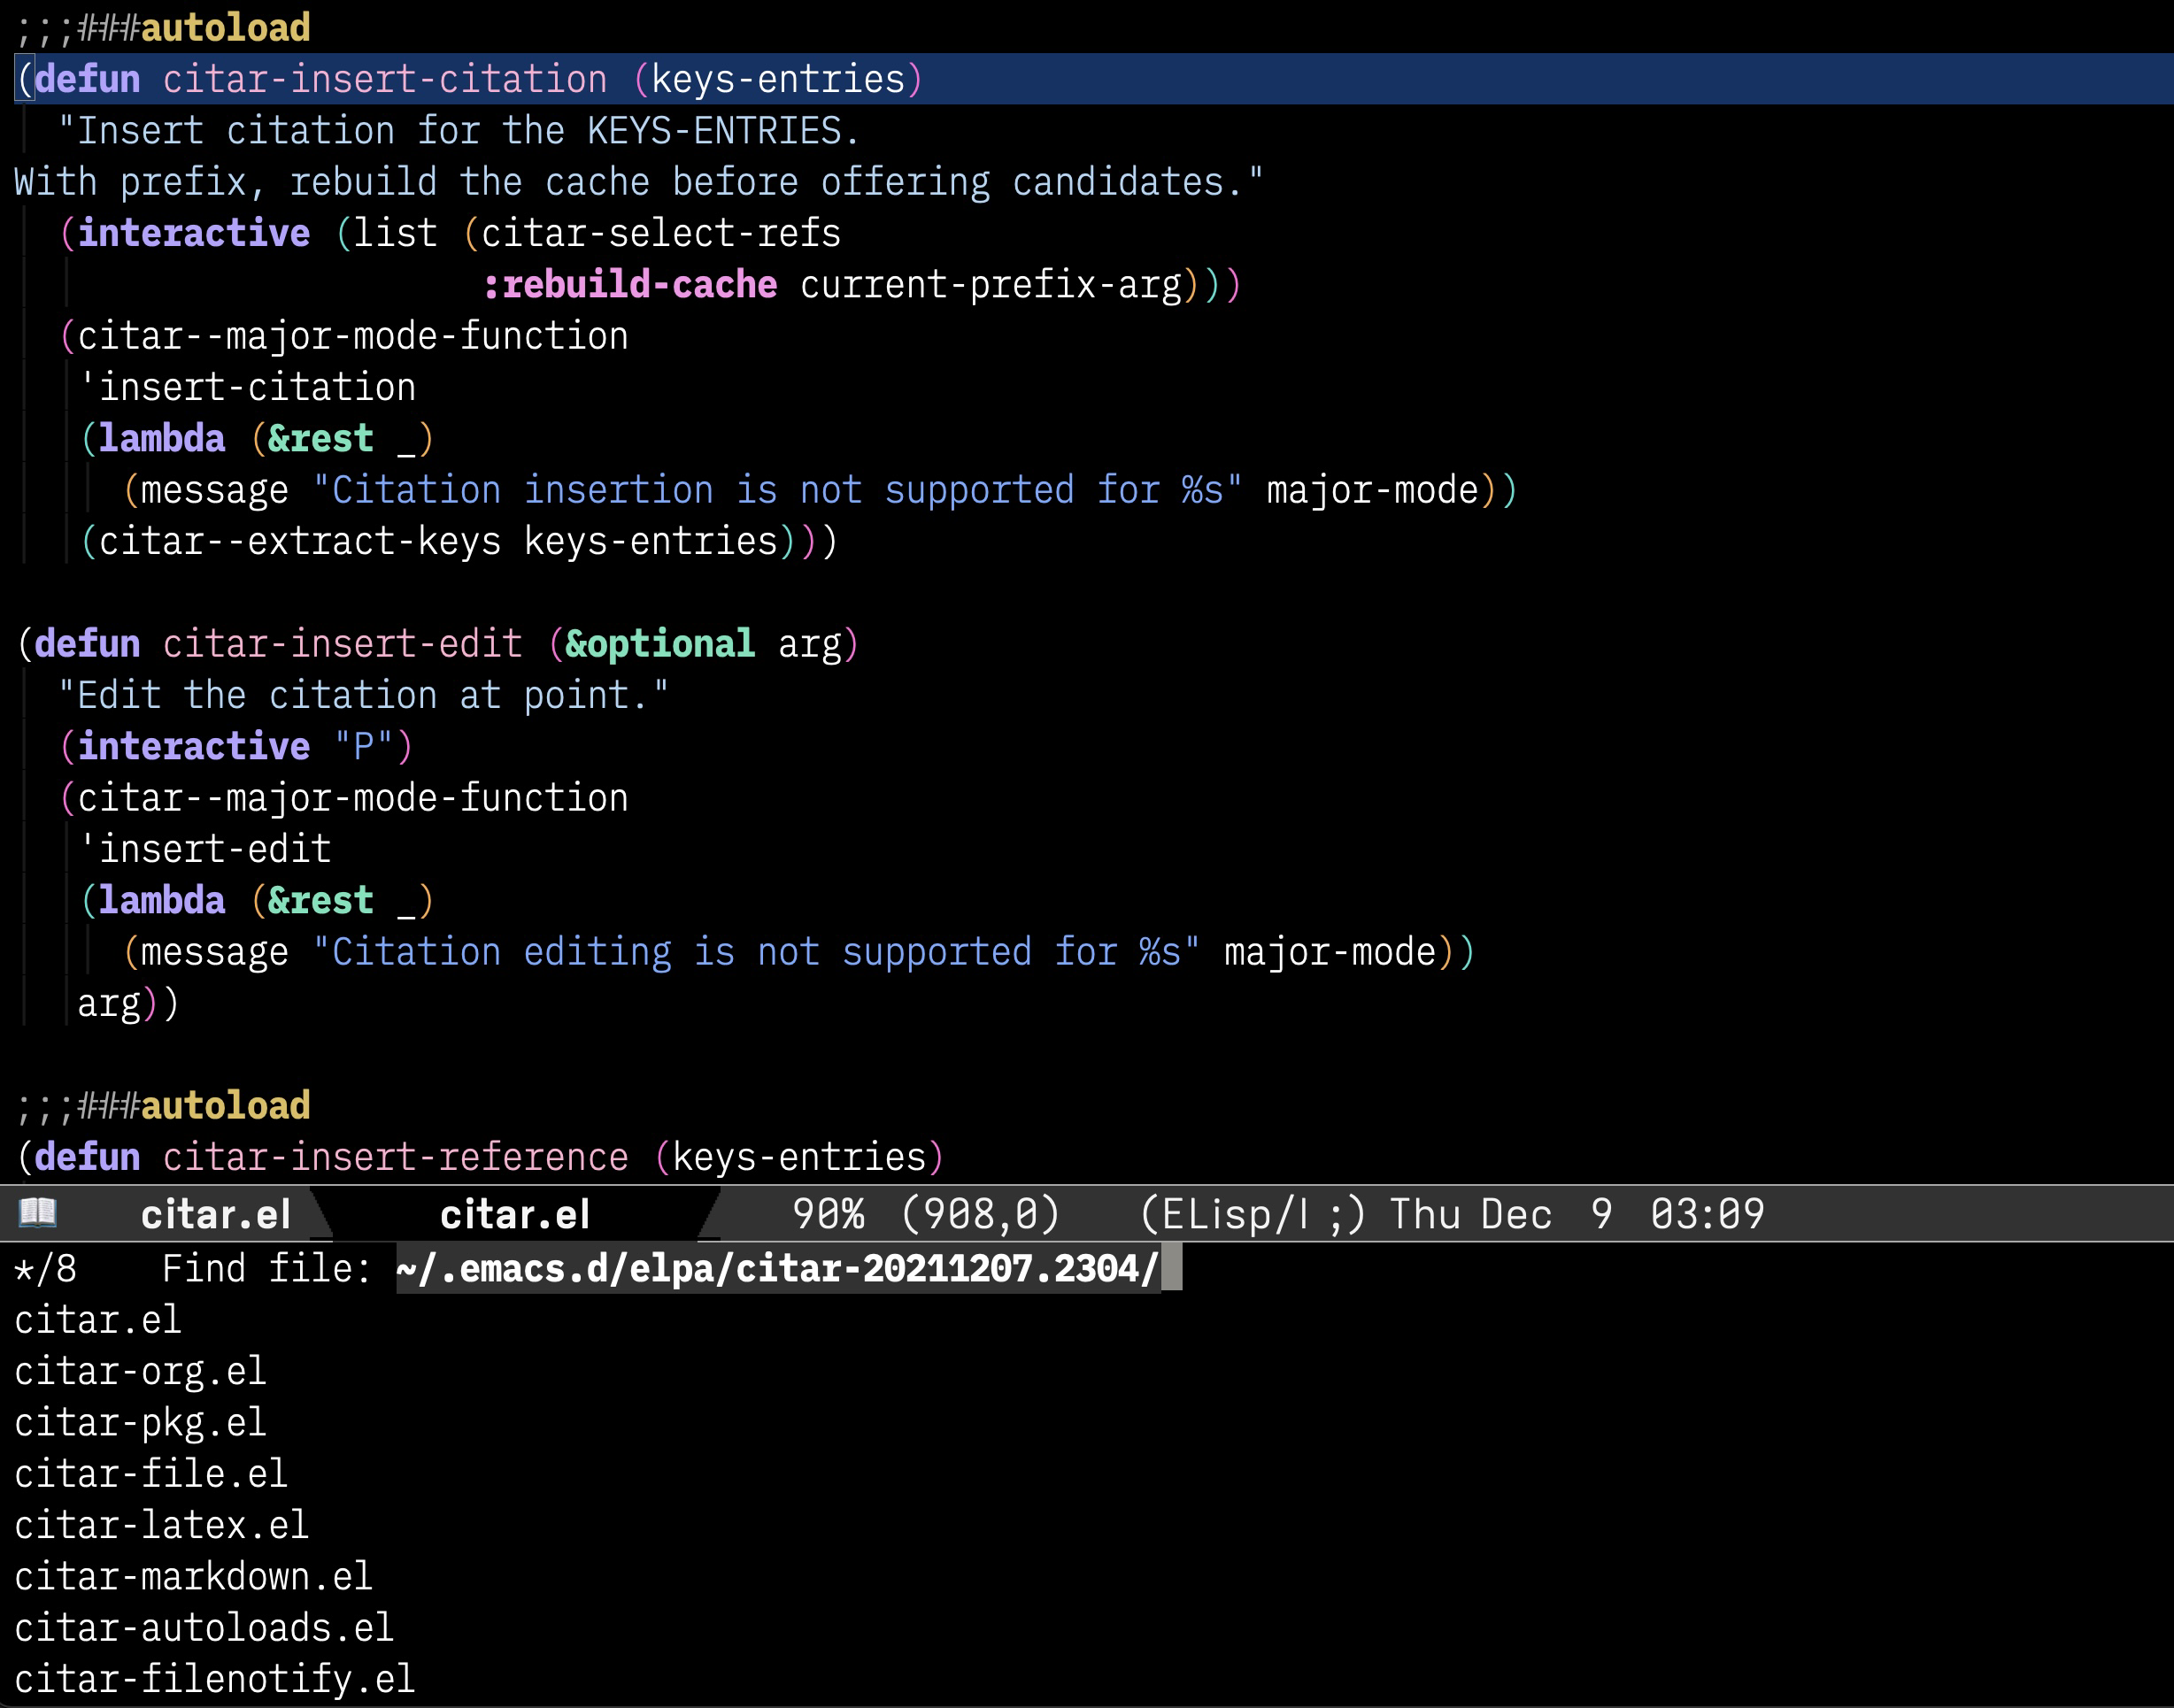 ;;;###autoload
(defun citar-insert-citation (keys-entries)
  "Insert citation for the KEYS-ENTRIES.
With prefix, rebuild the cache before offering candidates."
  (interactive (list (citar-select-refs
                      :rebuild-cache current-prefix-arg)))
  (citar--major-mode-function
   'insert-citation
   (lambda (&rest _)
     (message "Citation insertion is not supported for %s" major-mode))
   (citar--extract-keys keys-entries)))

(defun citar-insert-edit (&optional arg)
  "Edit the citation at point."
  (interactive "P")
  (citar--major-mode-function
   'insert-edit
   (lambda (&rest _)
     (message "Citation editing is not supported for %s" major-mode))
   arg))

;;;###autoload
(defun citar-insert-reference (keys-entries)
citar.el citar.el 90% (908,0) (ELisp/l ;) Thu Dec 9 03:09
*/8 Find file: ~/.emacs.d/elpa/citar-20211207.2304/
citar.el
citar-org.el
citar-pkg.el
citar-file.el
citar-latex.el
citar-markdown.el
citar-autoloads.el
citar-filenotify.el